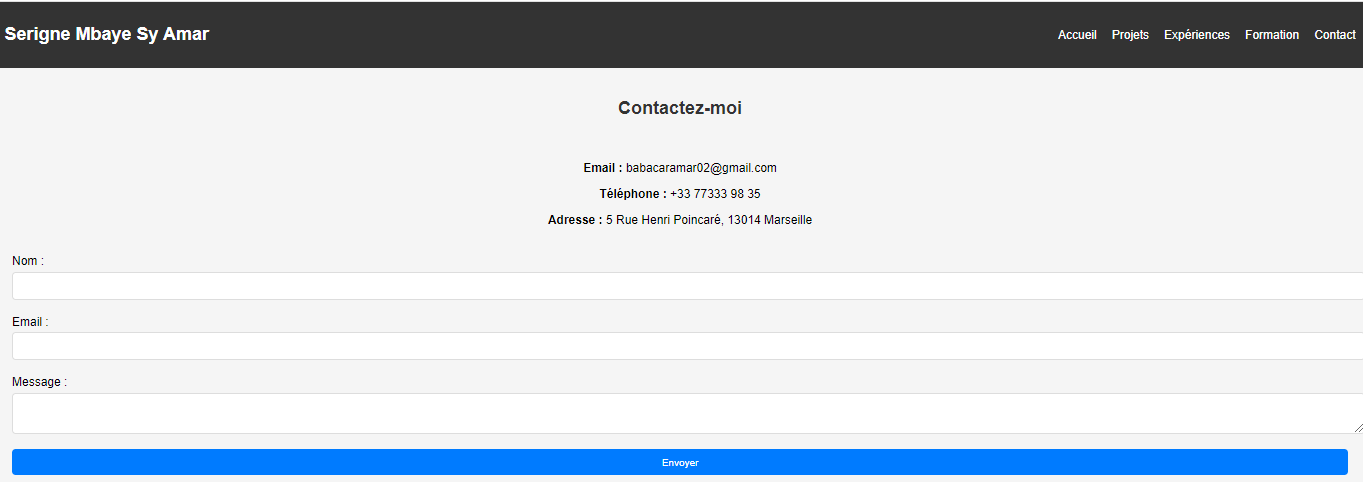 Serigne Mbaye Sy Amar
Accueil Projets Expériences Formation Contact
Contactez-moi
Email : babacaramar02@gmail.com
Téléphone : +33 77333 98 35
Adresse : 5 Rue Henri Poincaré, 13014 Marseille
Nom :
Email :
Message :
Envoyer